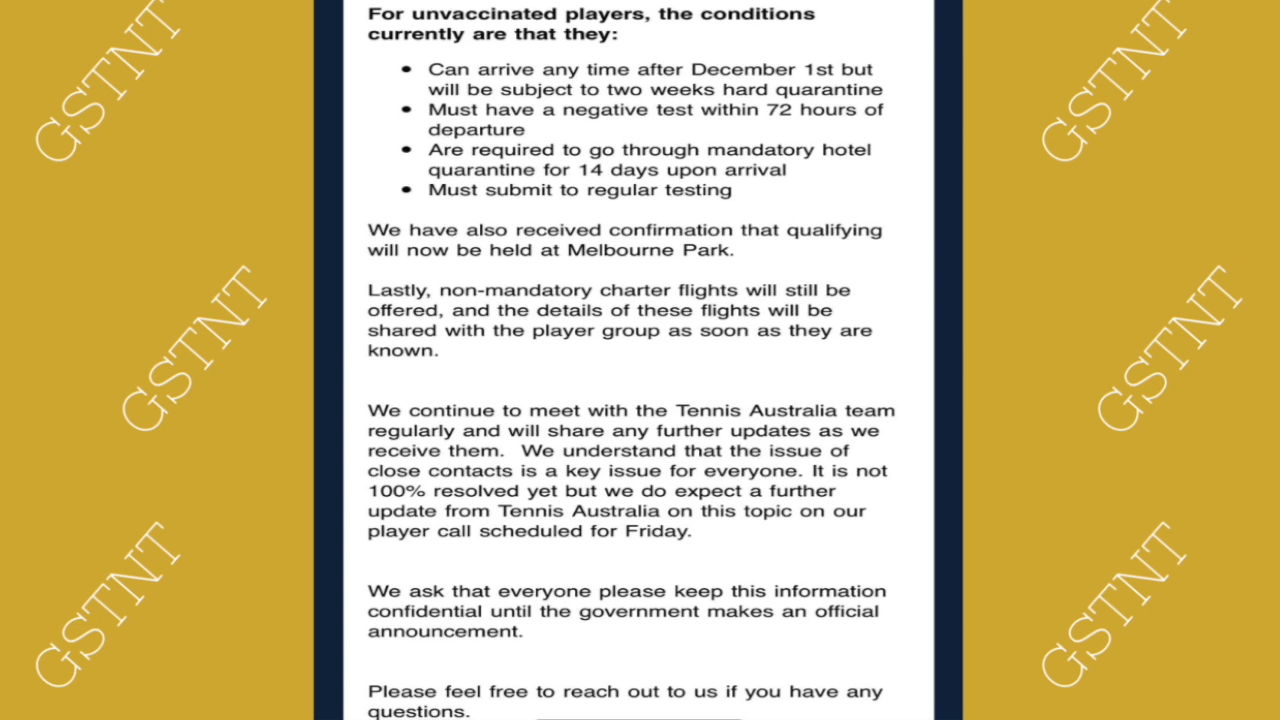 For unvaccinated players, the conditions
currently are that they:
• Can arrive any time after December 1st but
will be subject to two weeks hard quarantine
• Must have a negative test within 72 hours of
departure
• Are required to go through mandatory hotel
quarantine for 14 days upon arrival
• Must submit to regular testing
We have also received confirmation that qualifying
will now be held at Melbourne Park.
Lastly, non-mandatory charter flights will still be
offered, and the details of these flights will be
shared with the player group as soon as they are
known.
We continue to meet with the Tennis Australia team
regularly and will share any further updates as we
receive them.  We understand that the issue of
close contacts is a key issue for everyone. It is not
100% resolved yet but we do expect a further
update from Tennis Australia on this topic on our
player call scheduled for Friday.
We ask that everyone please keep this information
confidential until the government makes an official
announcement.
Please feel free to reach out to us if you have any
questions.
GSTNT
GSTNT
GSTNT
GSTNT
GSTNT
GSTNT